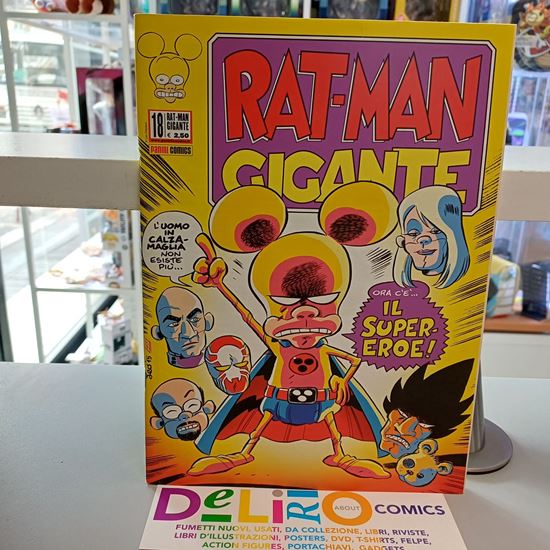 RAT-MAN
GIGANTE
18
RAT-MAN
GIGANTE
€ 2,50
PANINI COMICS
L'UOMO
IN
CALZA-
MAGLIA
NON
ESISTE
PIÙ...
ORA C'È...
IL
SUPER-
EROE!
DeLiRiO ABOUT COMICS
FUMETTI NUOVI, USATI, DA COLLEZIONE, LIBRI, RIVISTE,
LIBRI D'ILLUSTRAZIONI, POSTERS, DVD, T-SHIRTS, FELPE,
ACTION FIGURES, PORTACHIAVI, GADGETS